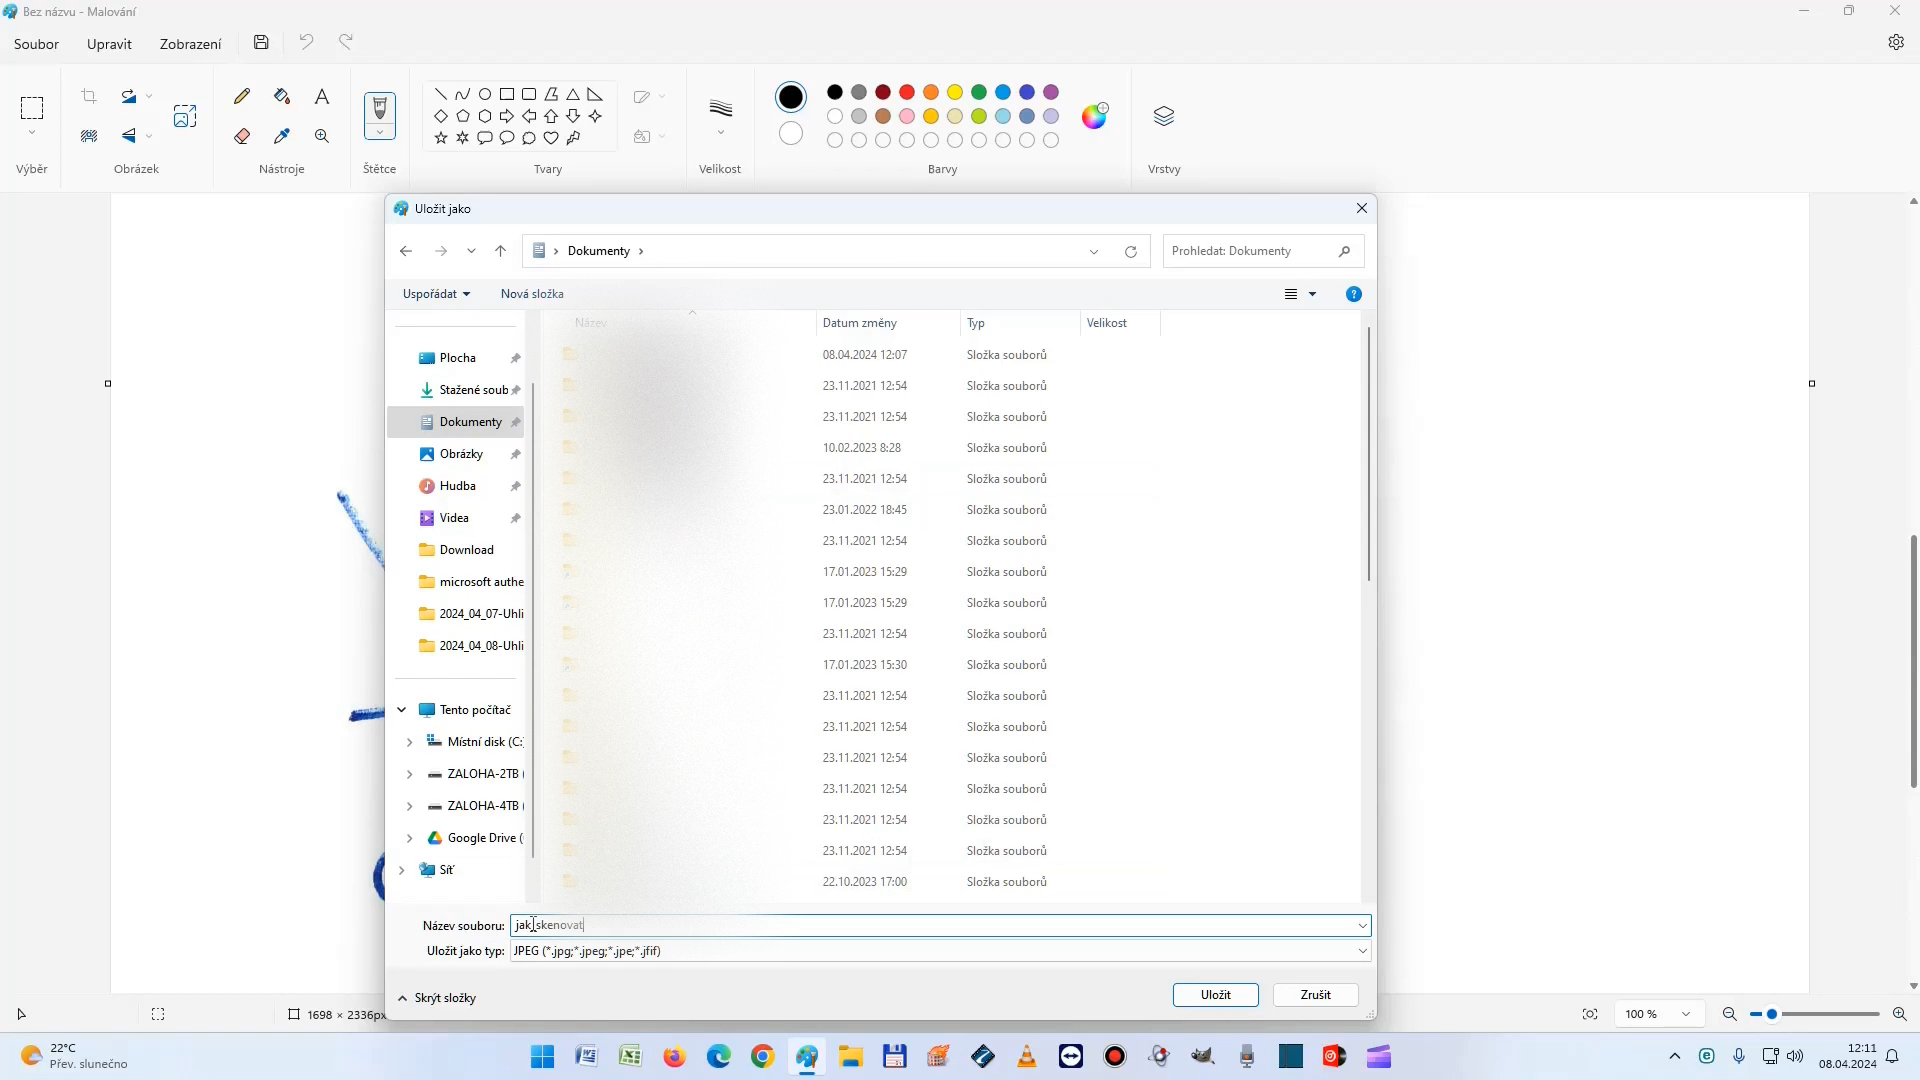 Bez názvu - Malování
Soubor Upravit Zobrazení
A
Výběr Obrázek Nástroje Štětce Tvary Velikost Barvy Vrstvy
Uložit jako
Dokumenty
Prohledat: Dokumenty
Uspořádat Nová složka
Název Datum změny Typ Velikost
08.04.2024 12:07 Složka souborů
23.11.2021 12:54 Složka souborů
23.11.2021 12:54 Složka souborů
10.02.2023 8:28 Složka souborů
23.11.2021 12:54 Složka souborů
23.01.2022 18:45 Složka souborů
23.11.2021 12:54 Složka souborů
17.01.2023 15:29 Složka souborů
17.01.2023 15:29 Složka souborů
23.11.2021 12:54 Složka souborů
17.01.2023 15:30 Složka souborů
23.11.2021 12:54 Složka souborů
23.11.2021 12:54 Složka souborů
23.11.2021 12:54 Složka souborů
23.11.2021 12:54 Složka souborů
23.11.2021 12:54 Složka souborů
23.11.2021 12:54 Složka souborů
22.10.2023 17:00 Složka souborů
Plocha
Stažené soub
Dokumenty
Obrázky
Hudba
Videa
Download
microsoft authe
2024_04_07-Uhli
2024_04_08-Uhli
Tento počítač
Místní disk (C:
ZALOHA-2TB (
ZALOHA-4TB (
Google Drive (
Síť
Název souboru: jak skenovat
Uložit jako typ: JPEG (*.jpg;*.jpeg;*.jpe;*.jfif)
Skrýt složky
Uložit Zrušit
1698 × 2336px
100 %
22°C
Přev. slunečno
12:11
08.04.2024